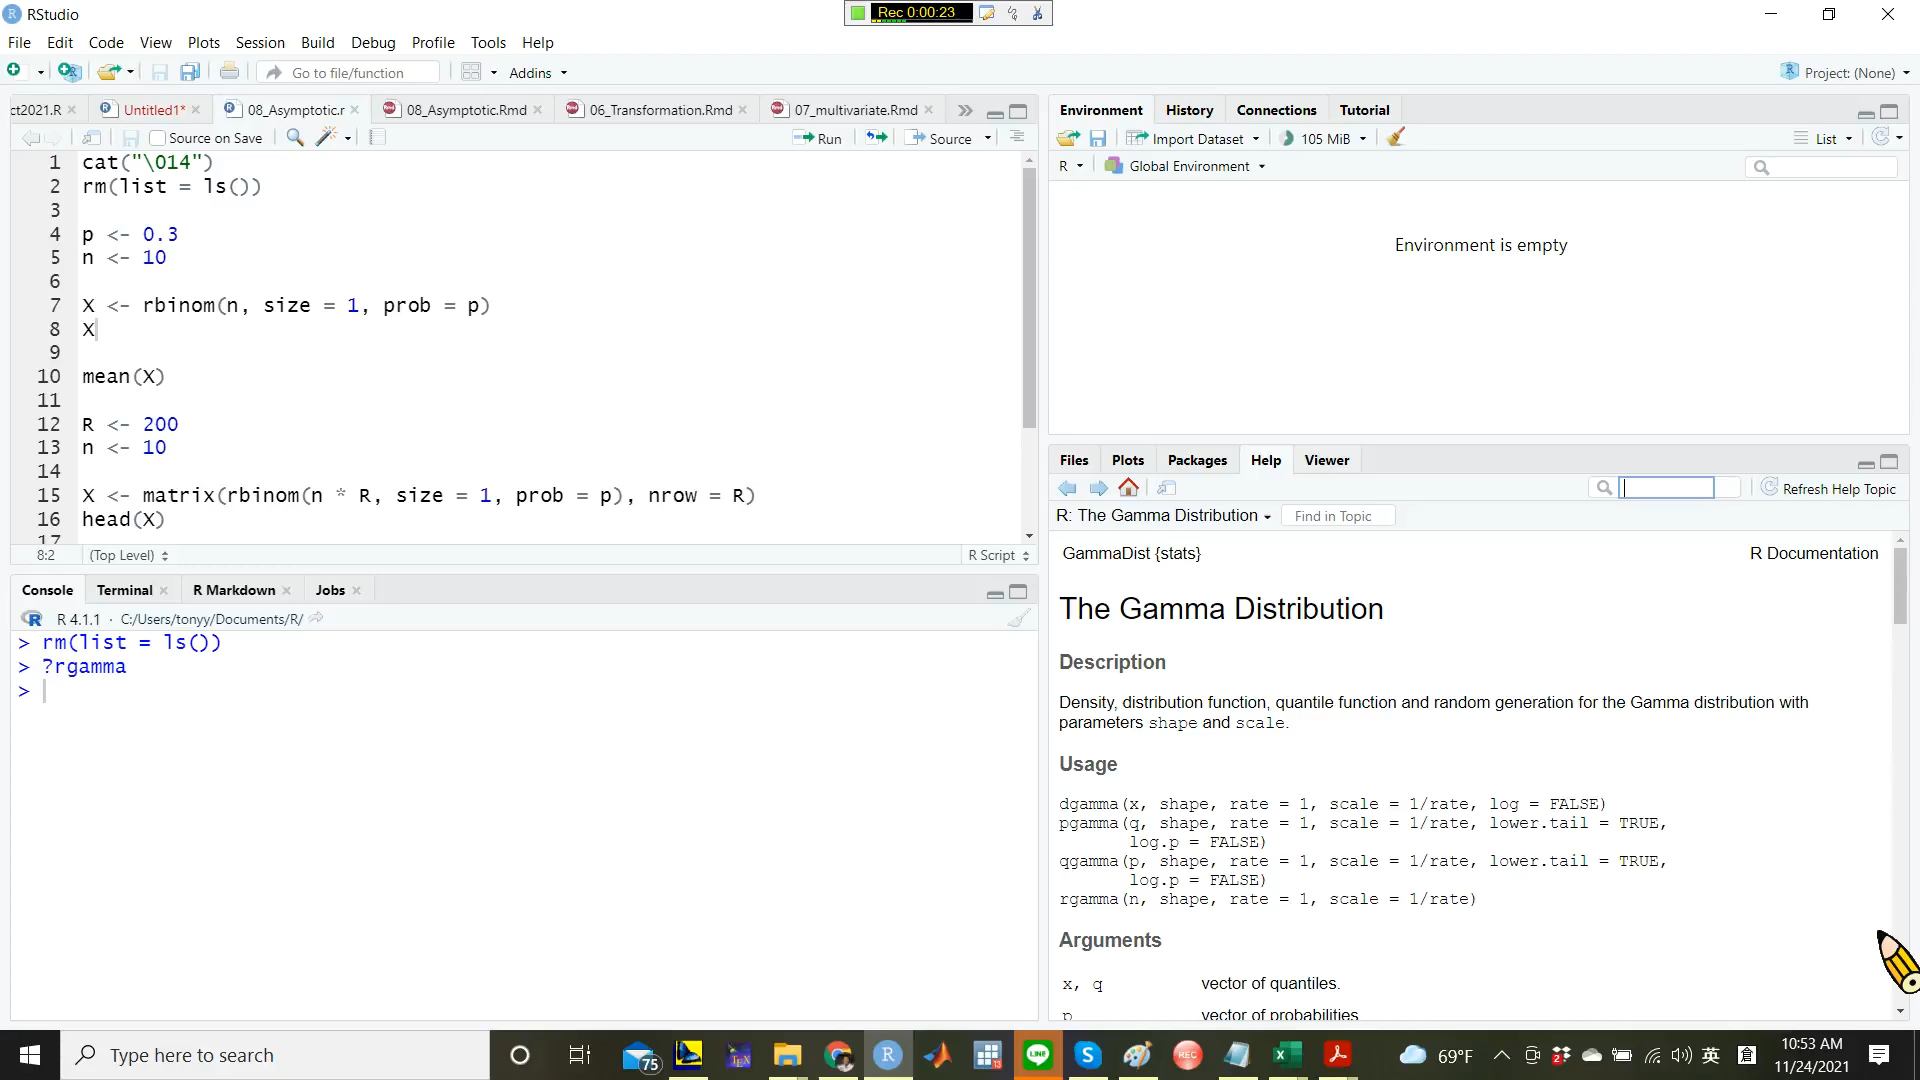 RStudio
Rec 0:00:23
File Edit Code View Plots Session Build Debug Profile Tools Help
Go to file/function Addins Project: (None)
ct2021.R Untitled1* 08_Asymptotic.r 08_Asymptotic.Rmd 06_Transformation.Rmd 07_multivariate.Rmd
Source on Save Run Source
1 cat("\014")
2 rm(list = ls())
3
4 p <- 0.3
5 n <- 10
6
7 X <- rbinom(n, size = 1, prob = p)
8 X
9
10 mean(X)
11
12 R <- 200
13 n <- 10
14
15 X <- matrix(rbinom(n * R, size = 1, prob = p), nrow = R)
16 head(X)
17
8:2 (Top Level) R Script
Console Terminal R Markdown Jobs
R 4.1.1 · C:/Users/tonyy/Documents/R/
> rm(list = ls())
> ?rgamma
>
Environment History Connections Tutorial
Import Dataset 105 MiB List
R Global Environment
Environment is empty
Files Plots Packages Help Viewer
Refresh Help Topic
R: The Gamma Distribution Find in Topic
GammaDist {stats} R Documentation
The Gamma Distribution
Description
Density, distribution function, quantile function and random generation for the Gamma distribution with
parameters shape and scale.
Usage
dgamma(x, shape, rate = 1, scale = 1/rate, log = FALSE)
pgamma(q, shape, rate = 1, scale = 1/rate, lower.tail = TRUE,
log.p = FALSE)
qgamma(p, shape, rate = 1, scale = 1/rate, lower.tail = TRUE,
log.p = FALSE)
rgamma(n, shape, rate = 1, scale = 1/rate)
Arguments
x, q vector of quantiles.
p vector of probabilities
Type here to search
75
TEX
R
13
LINE
S
REC
69°F
2
英
倉
10:53 AM
11/24/2021